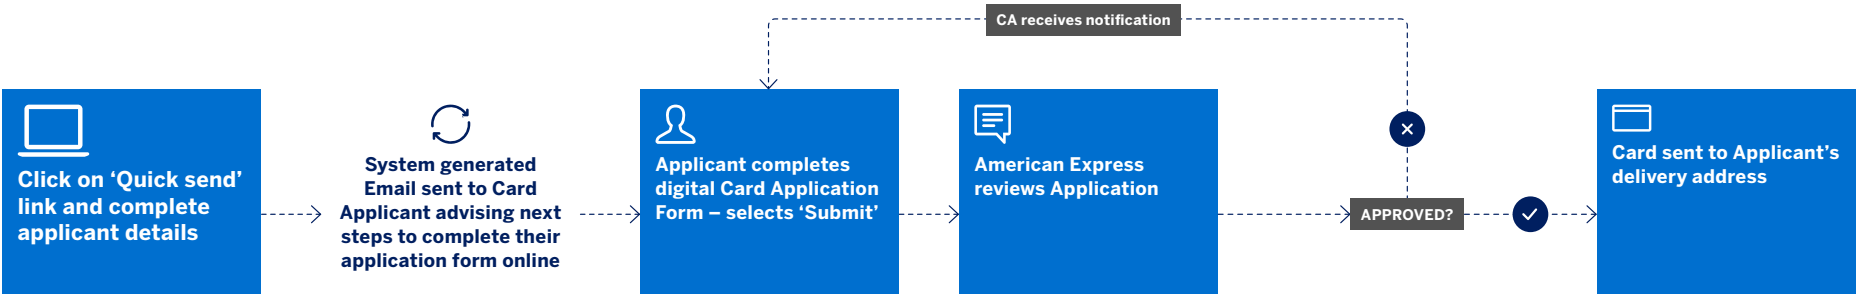 CA receives notification
Click on ‘Quick send’
link and complete
applicant details
System generated
Email sent to Card
Applicant advising next
steps to complete their
application form online
Applicant completes
digital Card Application
Form – selects ‘Submit’
American Express
reviews Application
APPROVED?
Card sent to Applicant’s
delivery address